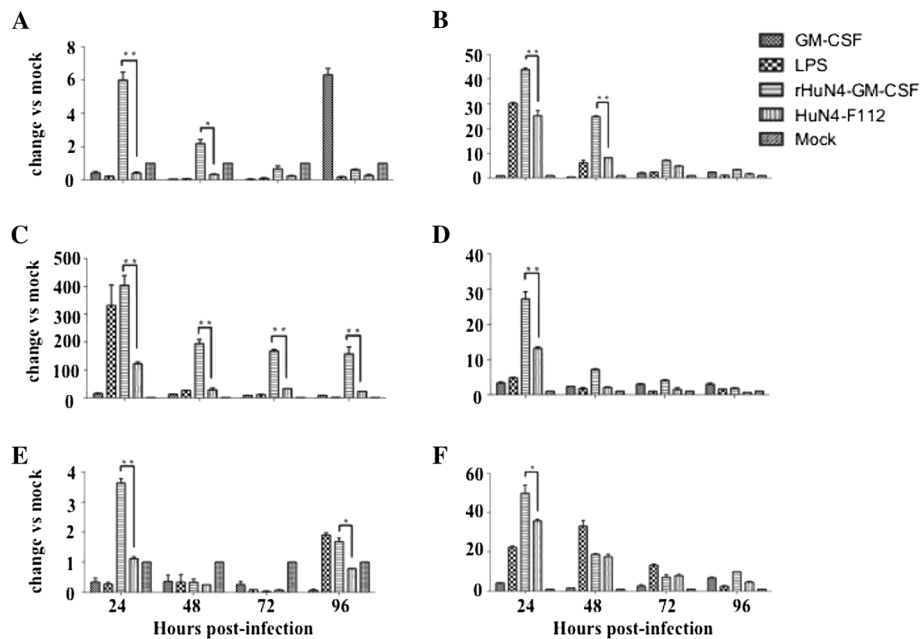 A
change vs mock
8
6
4
2
0
**
*
B
50
40
30
20
10
0
**
**
GM-CSF
LPS
rHuN4-GM-CSF
HuN4-F112
Mock
C
change vs mock
500
400
300
200
100
0
**
**
**
**
D
40
30
20
10
0
**
E
change vs mock
4
3
2
1
0
**
*
24 48 72 96
Hours post-infection
F
60
40
20
0
*
24 48 72 96
Hours post-infection